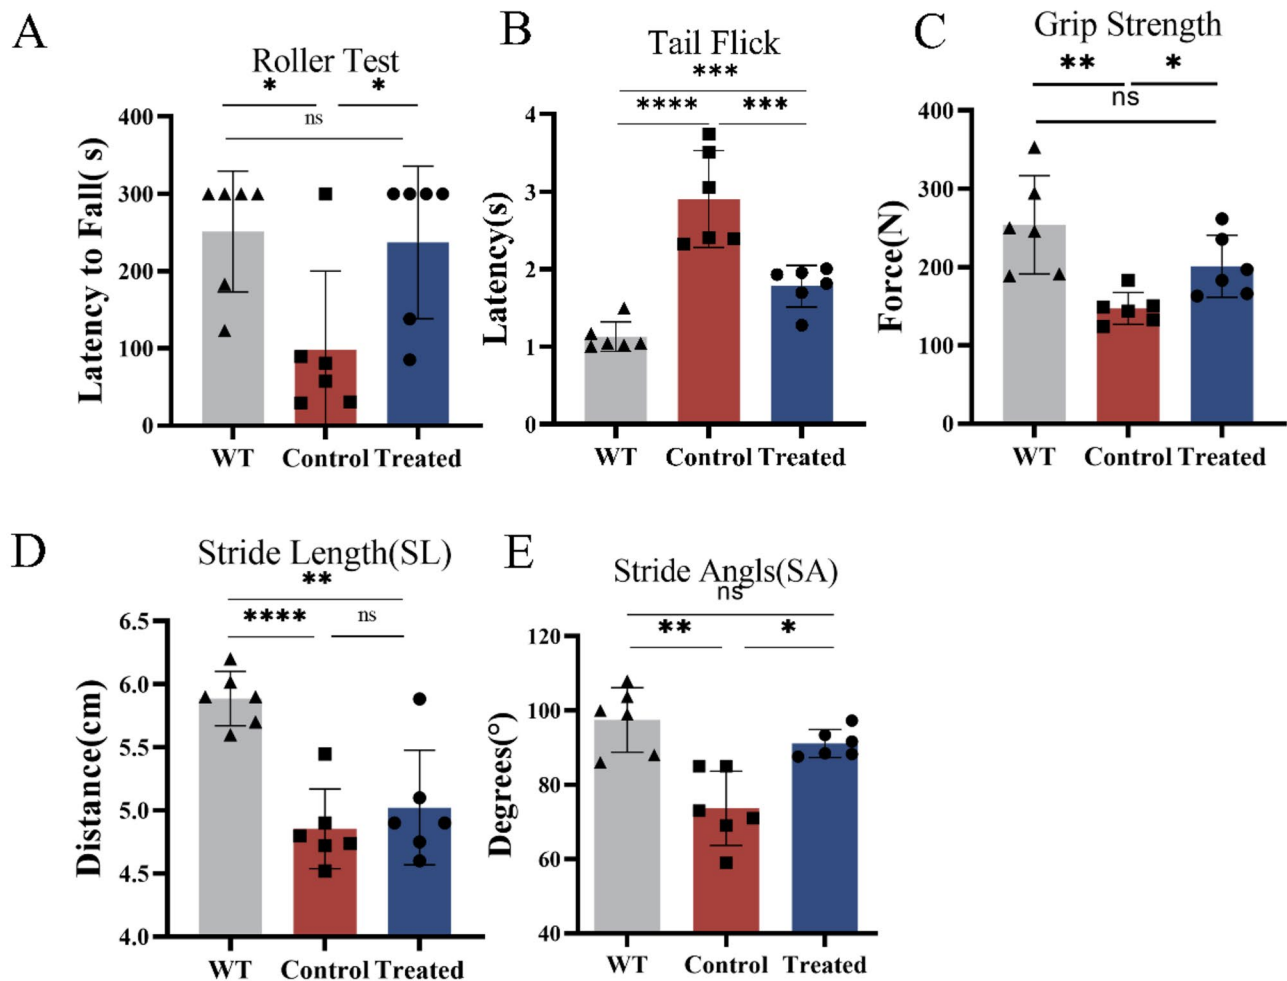 A
Roller Test
* *
ns
Latency to Fall( s)
400
300
200
100
0
WT Control Treated
B
Tail Flick
***
**** ***
Latency(s)
4
3
2
1
0
WT Control Treated
C
Grip Strength
** *
ns
Force(N)
400
300
200
100
0
WT Control Treated
D
Stride Length(SL)
**
**** ns
Distance(cm)
6.5
6.0
5.5
5.0
4.5
4.0
WT Control Treated
E
Stride Angls(SA)
ns
** *
Degrees(°)
120
100
80
60
40
WT Control Treated